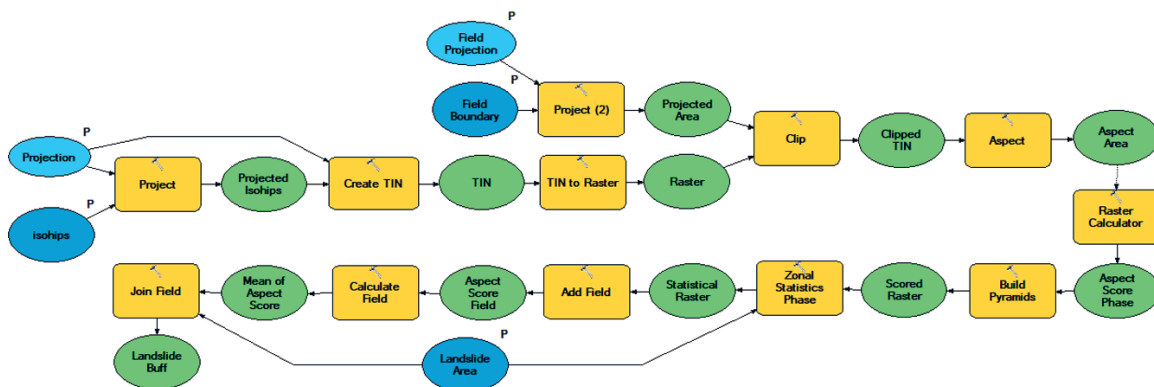 P
Field
Projection
P
Field
Boundary
Project (2)
Projected
Area
Clip
Clipped
TIN
Aspect
Aspect
Area
P
Projection
Project
Projected
Isohips
Create TIN
TIN
TIN to Raster
Raster
P
isohips
Raster
Calculator
Join Field
Mean of
Aspect
Score
Calculate
Field
Aspect
Score
Field
Add Field
Statistical
Raster
Zonal
Statistics
Phase
Scored
Raster
Build
Pyramids
Aspect
Score
Phase
P
Landslide
Buff
Landslide
Area